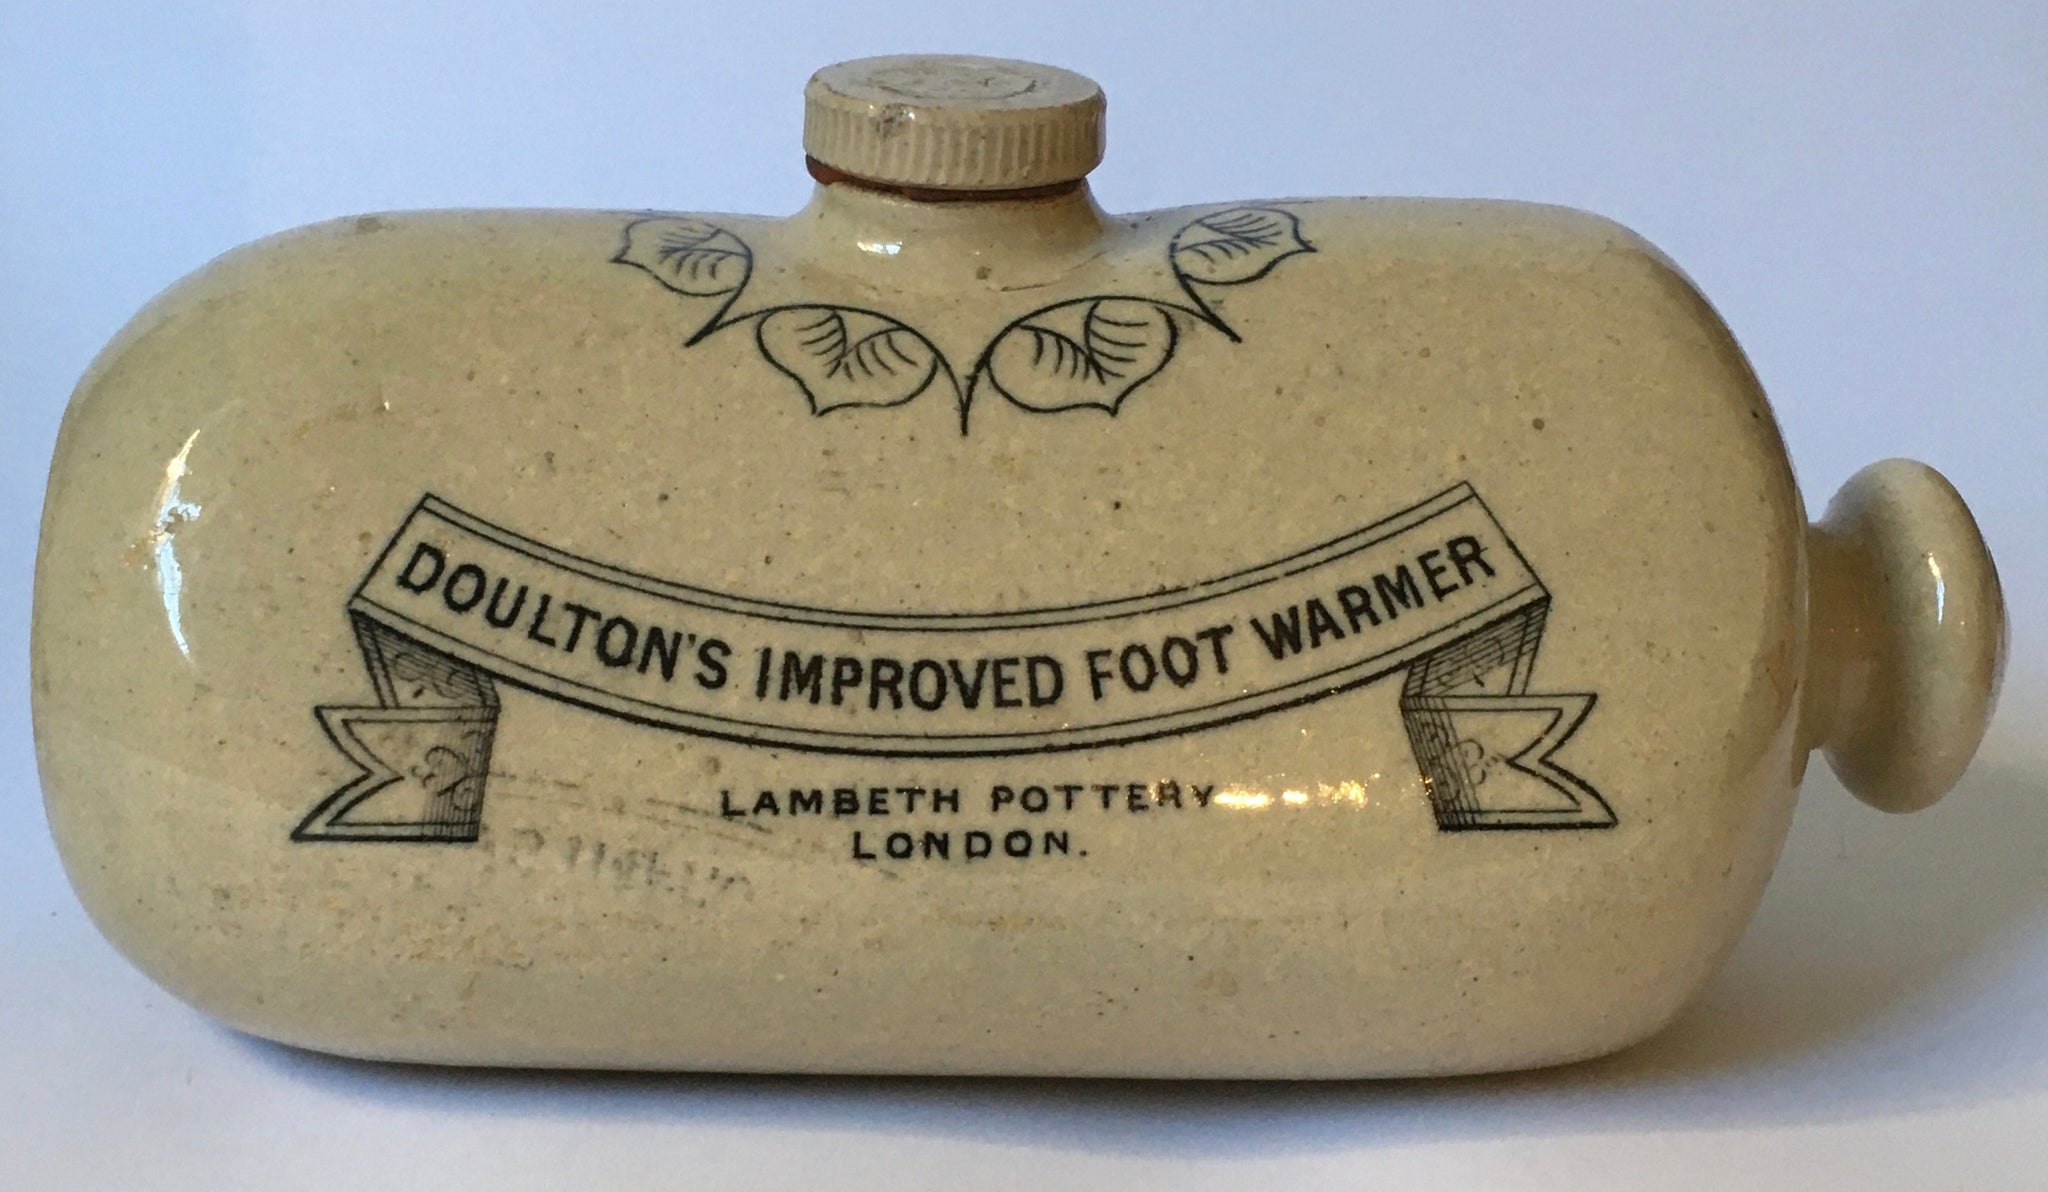 DOULTON'S IMPROVED FOOT WARMER
LAMBETH POTTERY
LONDON.